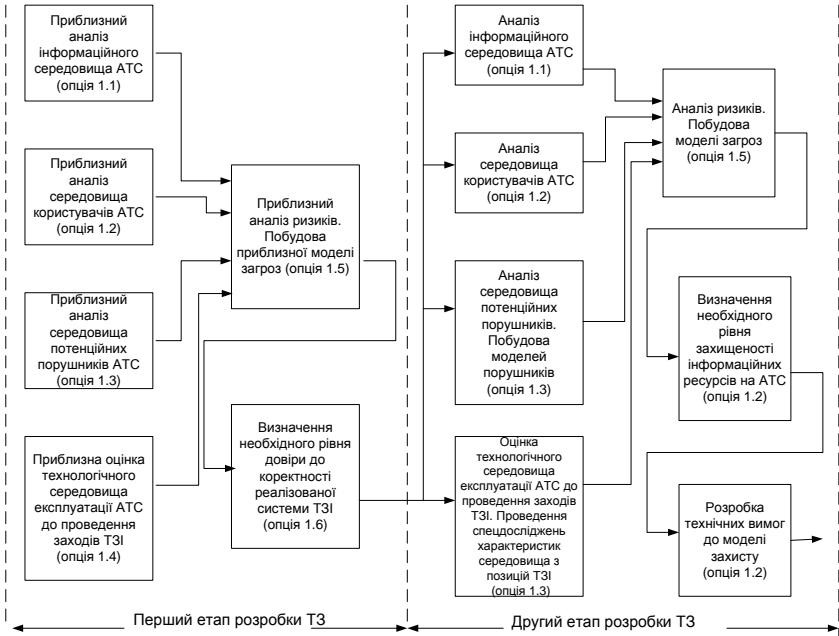 Приблизний
аналіз
інформаційного
середовища АТС
(опція 1.1)
Приблизний
аналіз
середовища
користувачів АТС
(опція 1.2)
Приблизний
аналіз
середовища
потенційних
порушників АТС
(опція 1.3)
Приблизна оцінка
технологічного
середовища
експлуатації АТС
до проведення
заходів ТЗІ
(опція 1.4)
Приблизний
аналіз ризиків.
Побудова
приблизної моделі
загроз (опція 1.5)
Визначення
необхідного рівня
довіри до
коректності
реалізованої
системи ТЗІ
(опція 1.6)
Аналіз
інформаційного
середовища АТС
(опція 1.1)
Аналіз
середовища
користувачів АТС
(опція 1.2)
Аналіз
середовища
потенційних
порушників.
Побудова
моделей
порушників
(опція 1.3)
Оцінка
технологічного
середовища
експлуатації АТС до
проведення заходів
ТЗІ. Проведення
спецдосліджень
характеристик
середовища з
позицій ТЗІ
(опція 1.3)
Аналіз ризиків.
Побудова
моделі загроз
(опція 1.5)
Визначення
необхідного
рівня
захищеності
інформаційних
ресурсів на АТС
(опція 1.2)
Розробка
технічних вимог
до моделі
захисту
(опція 1.2)
Перший етап розробки ТЗ
Другий етап розробки ТЗ